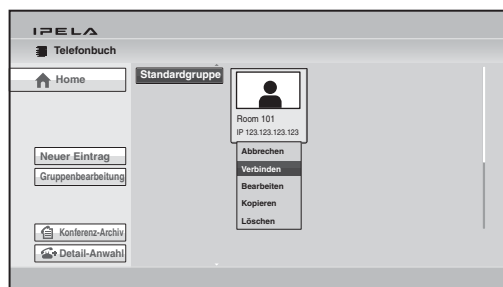 IPELA
Telefonbuch
Home
Standardgruppe
Room 101
IP 123.123.123.123
Abbrechen
Verbinden
Bearbeiten
Kopieren
Löschen
Neuer Eintrag
Gruppenbearbeitung
Konferenz-Archiv
Detail-Anwahl